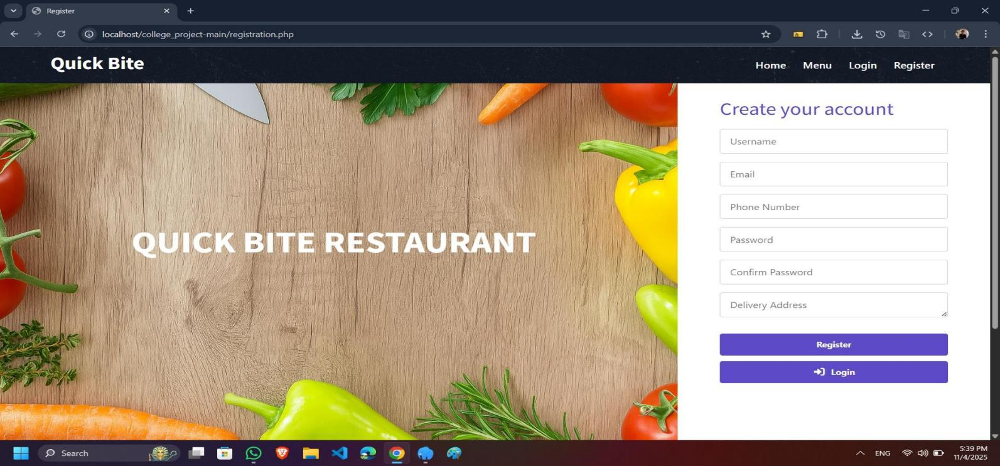 Register
localhost/college_project-main/registration.php
Quick Bite
Home Menu Login Register
QUICK BITE RESTAURANT
Create your account
Username
Email
Phone Number
Password
Confirm Password
Delivery Address
Register
Login
Search
ENG
5:39 PM
11/4/2025